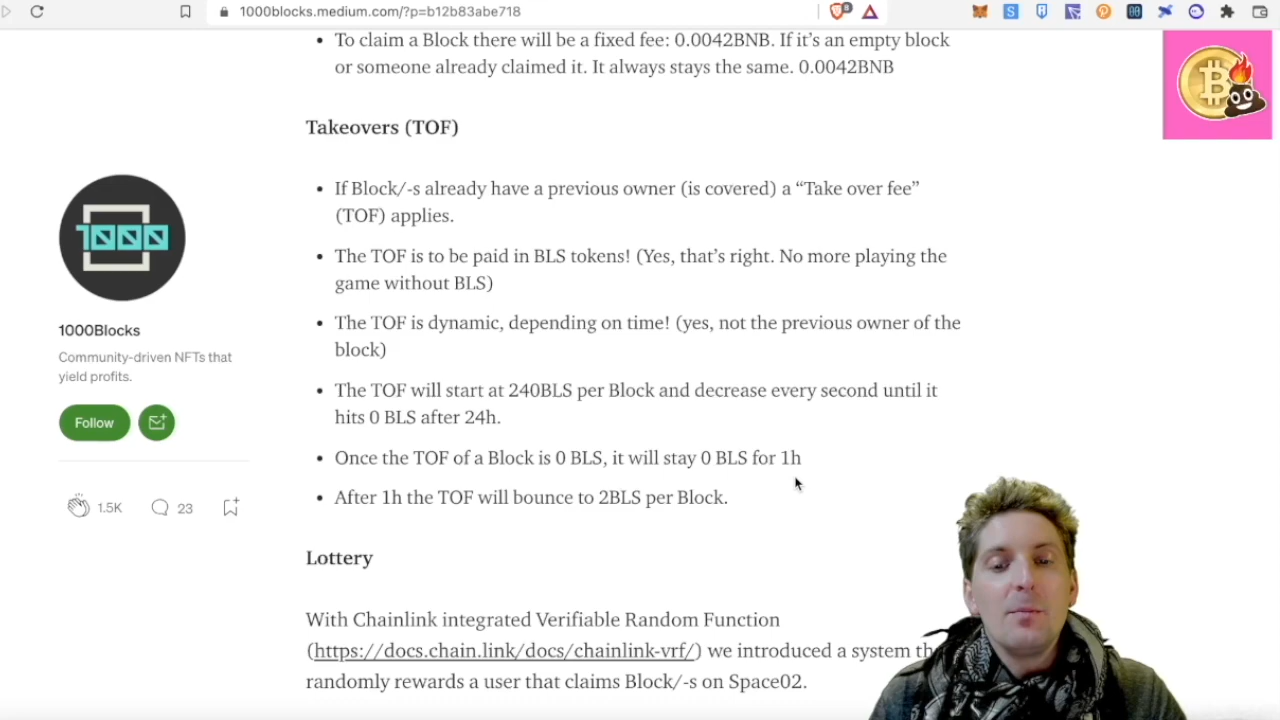 1000blocks.medium.com/?p=b12b83abe718
• To claim a Block there will be a fixed fee: 0.0042BNB. If it's an empty block
or someone already claimed it. It always stays the same. 0.0042BNB
Takeovers (TOF)
• If Block/-s already have a previous owner (is covered) a “Take over fee”
(TOF) applies.
• The TOF is to be paid in BLS tokens! (Yes, that's right. No more playing the
game without BLS)
• The TOF is dynamic, depending on time! (yes, not the previous owner of the
block)
• The TOF will start at 240BLS per Block and decrease every second until it
hits 0 BLS after 24h.
• Once the TOF of a Block is 0 BLS, it will stay 0 BLS for 1h
• After 1h the TOF will bounce to 2BLS per Block.
Lottery
With Chainlink integrated Verifiable Random Function
(https://docs.chain.link/docs/chainlink-vrf/) we introduced a system
randomly rewards a user that claims Block/-s on Space02.
1000
1000Blocks
Community-driven NFTs that
yield profits.
Follow
1.5K
23